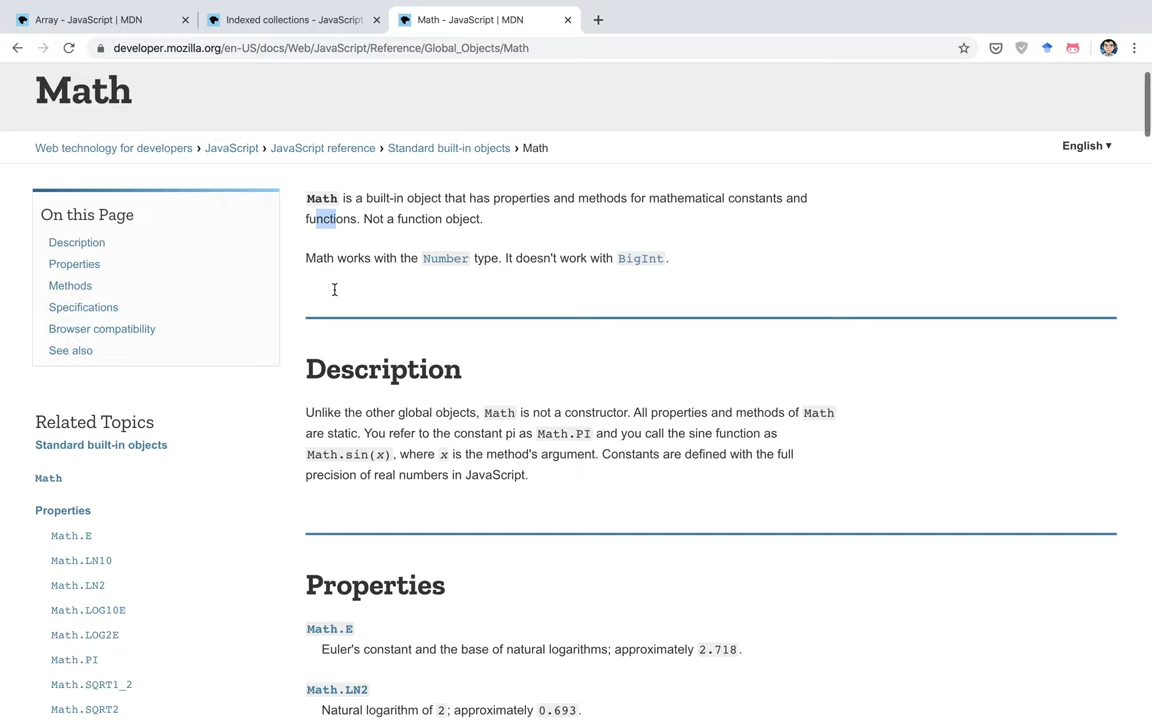 Array - JavaScript | MDN
Indexed collections - JavaScript
Math - JavaScript | MDN
developer.mozilla.org/en-US/docs/Web/JavaScript/Reference/Global_Objects/Math
Math
Web technology for developers › JavaScript › JavaScript reference › Standard built-in objects › Math
English ▼
On this Page
Description
Properties
Methods
Specifications
Browser compatibility
See also
Related Topics
Standard built-in objects
Math
Properties
Math.E
Math.LN10
Math.LN2
Math.LOG10E
Math.LOG2E
Math.PI
Math.SQRT1_2
Math.SQRT2
Math is a built-in object that has properties and methods for mathematical constants and
functions. Not a function object.
Math works with the Number type. It doesn't work with BigInt.
Description
Unlike the other global objects, Math is not a constructor. All properties and methods of Math
are static. You refer to the constant pi as Math.PI and you call the sine function as
Math.sin(x), where x is the method's argument. Constants are defined with the full
precision of real numbers in JavaScript.
Properties
Math.E
Euler's constant and the base of natural logarithms; approximately 2.718.
Math.LN2
Natural logarithm of 2; approximately 0.693.